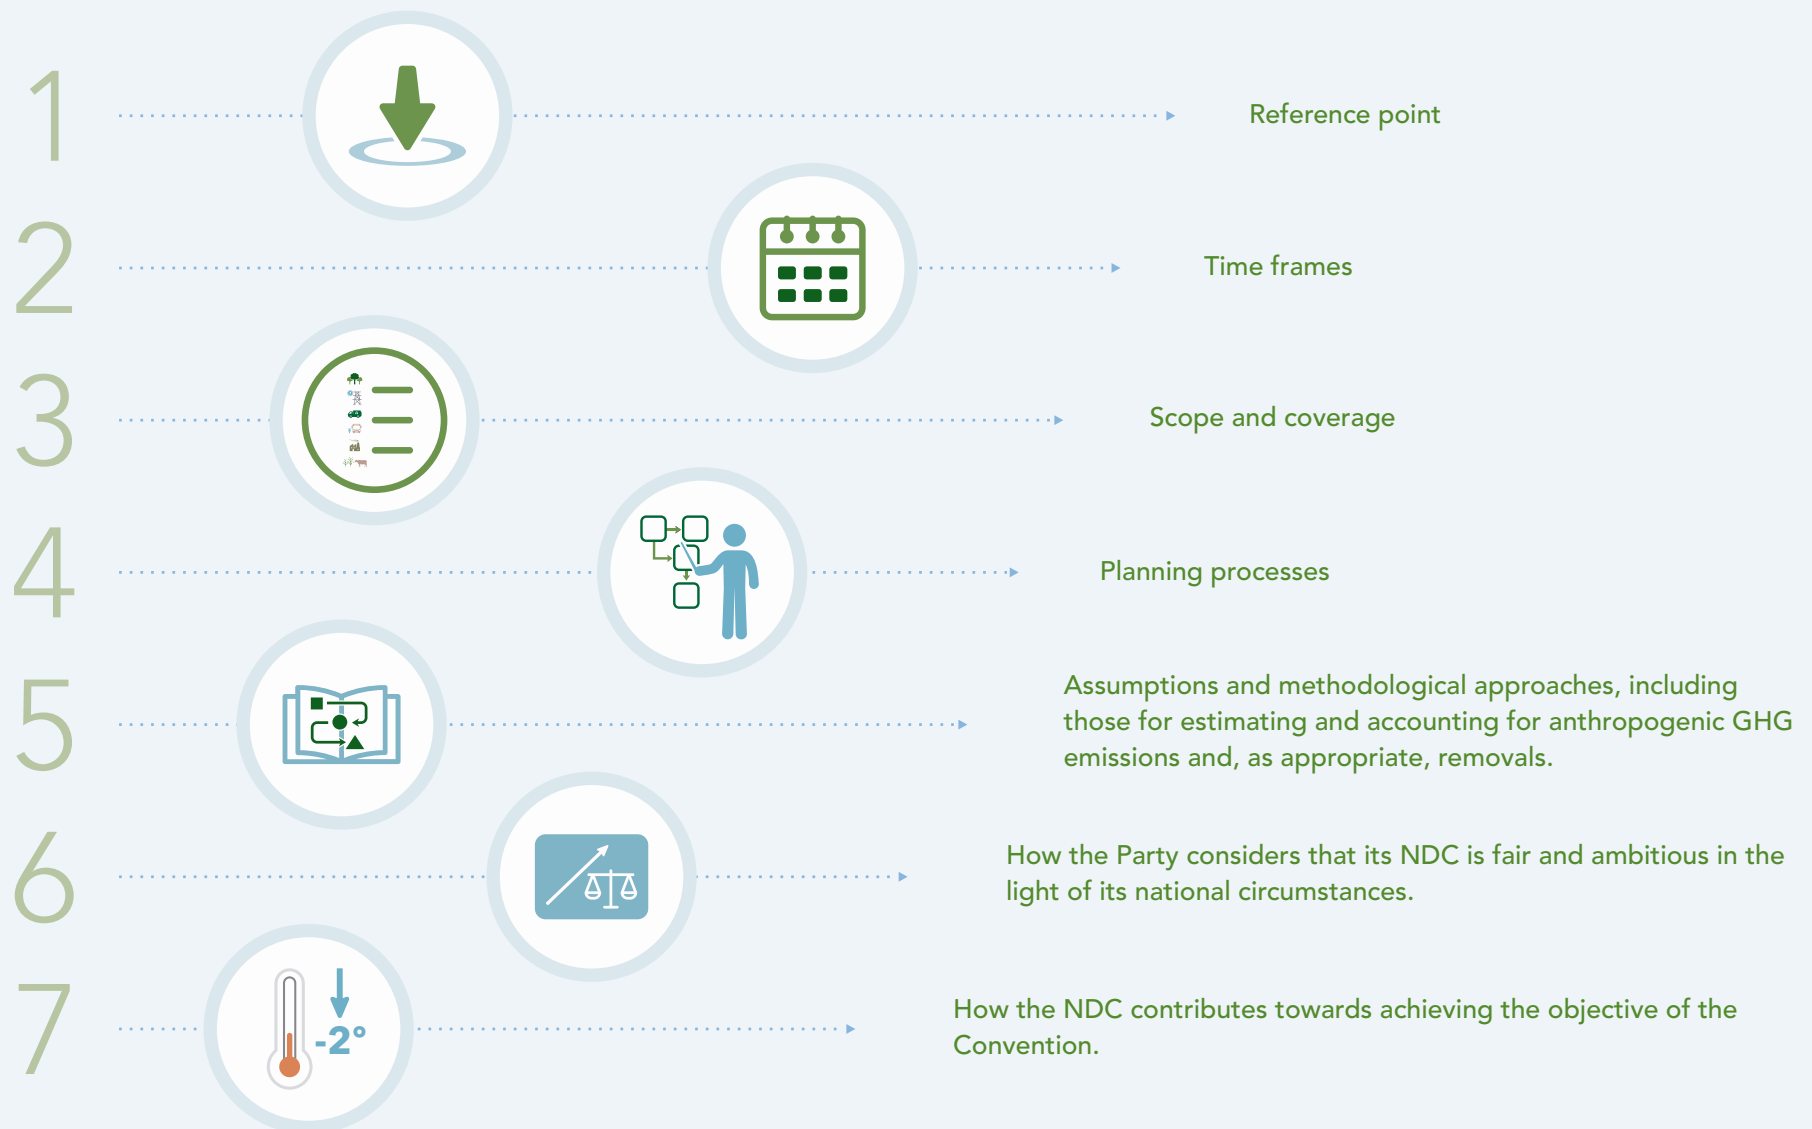 1
Reference point
2
Time frames
3
Scope and coverage
4
Planning processes
5
Assumptions and methodological approaches, including
those for estimating and accounting for anthropogenic GHG
emissions and, as appropriate, removals.
6
How the Party considers that its NDC is fair and ambitious in the
light of its national circumstances.
7
-2°
How the NDC contributes towards achieving the objective of the
Convention.